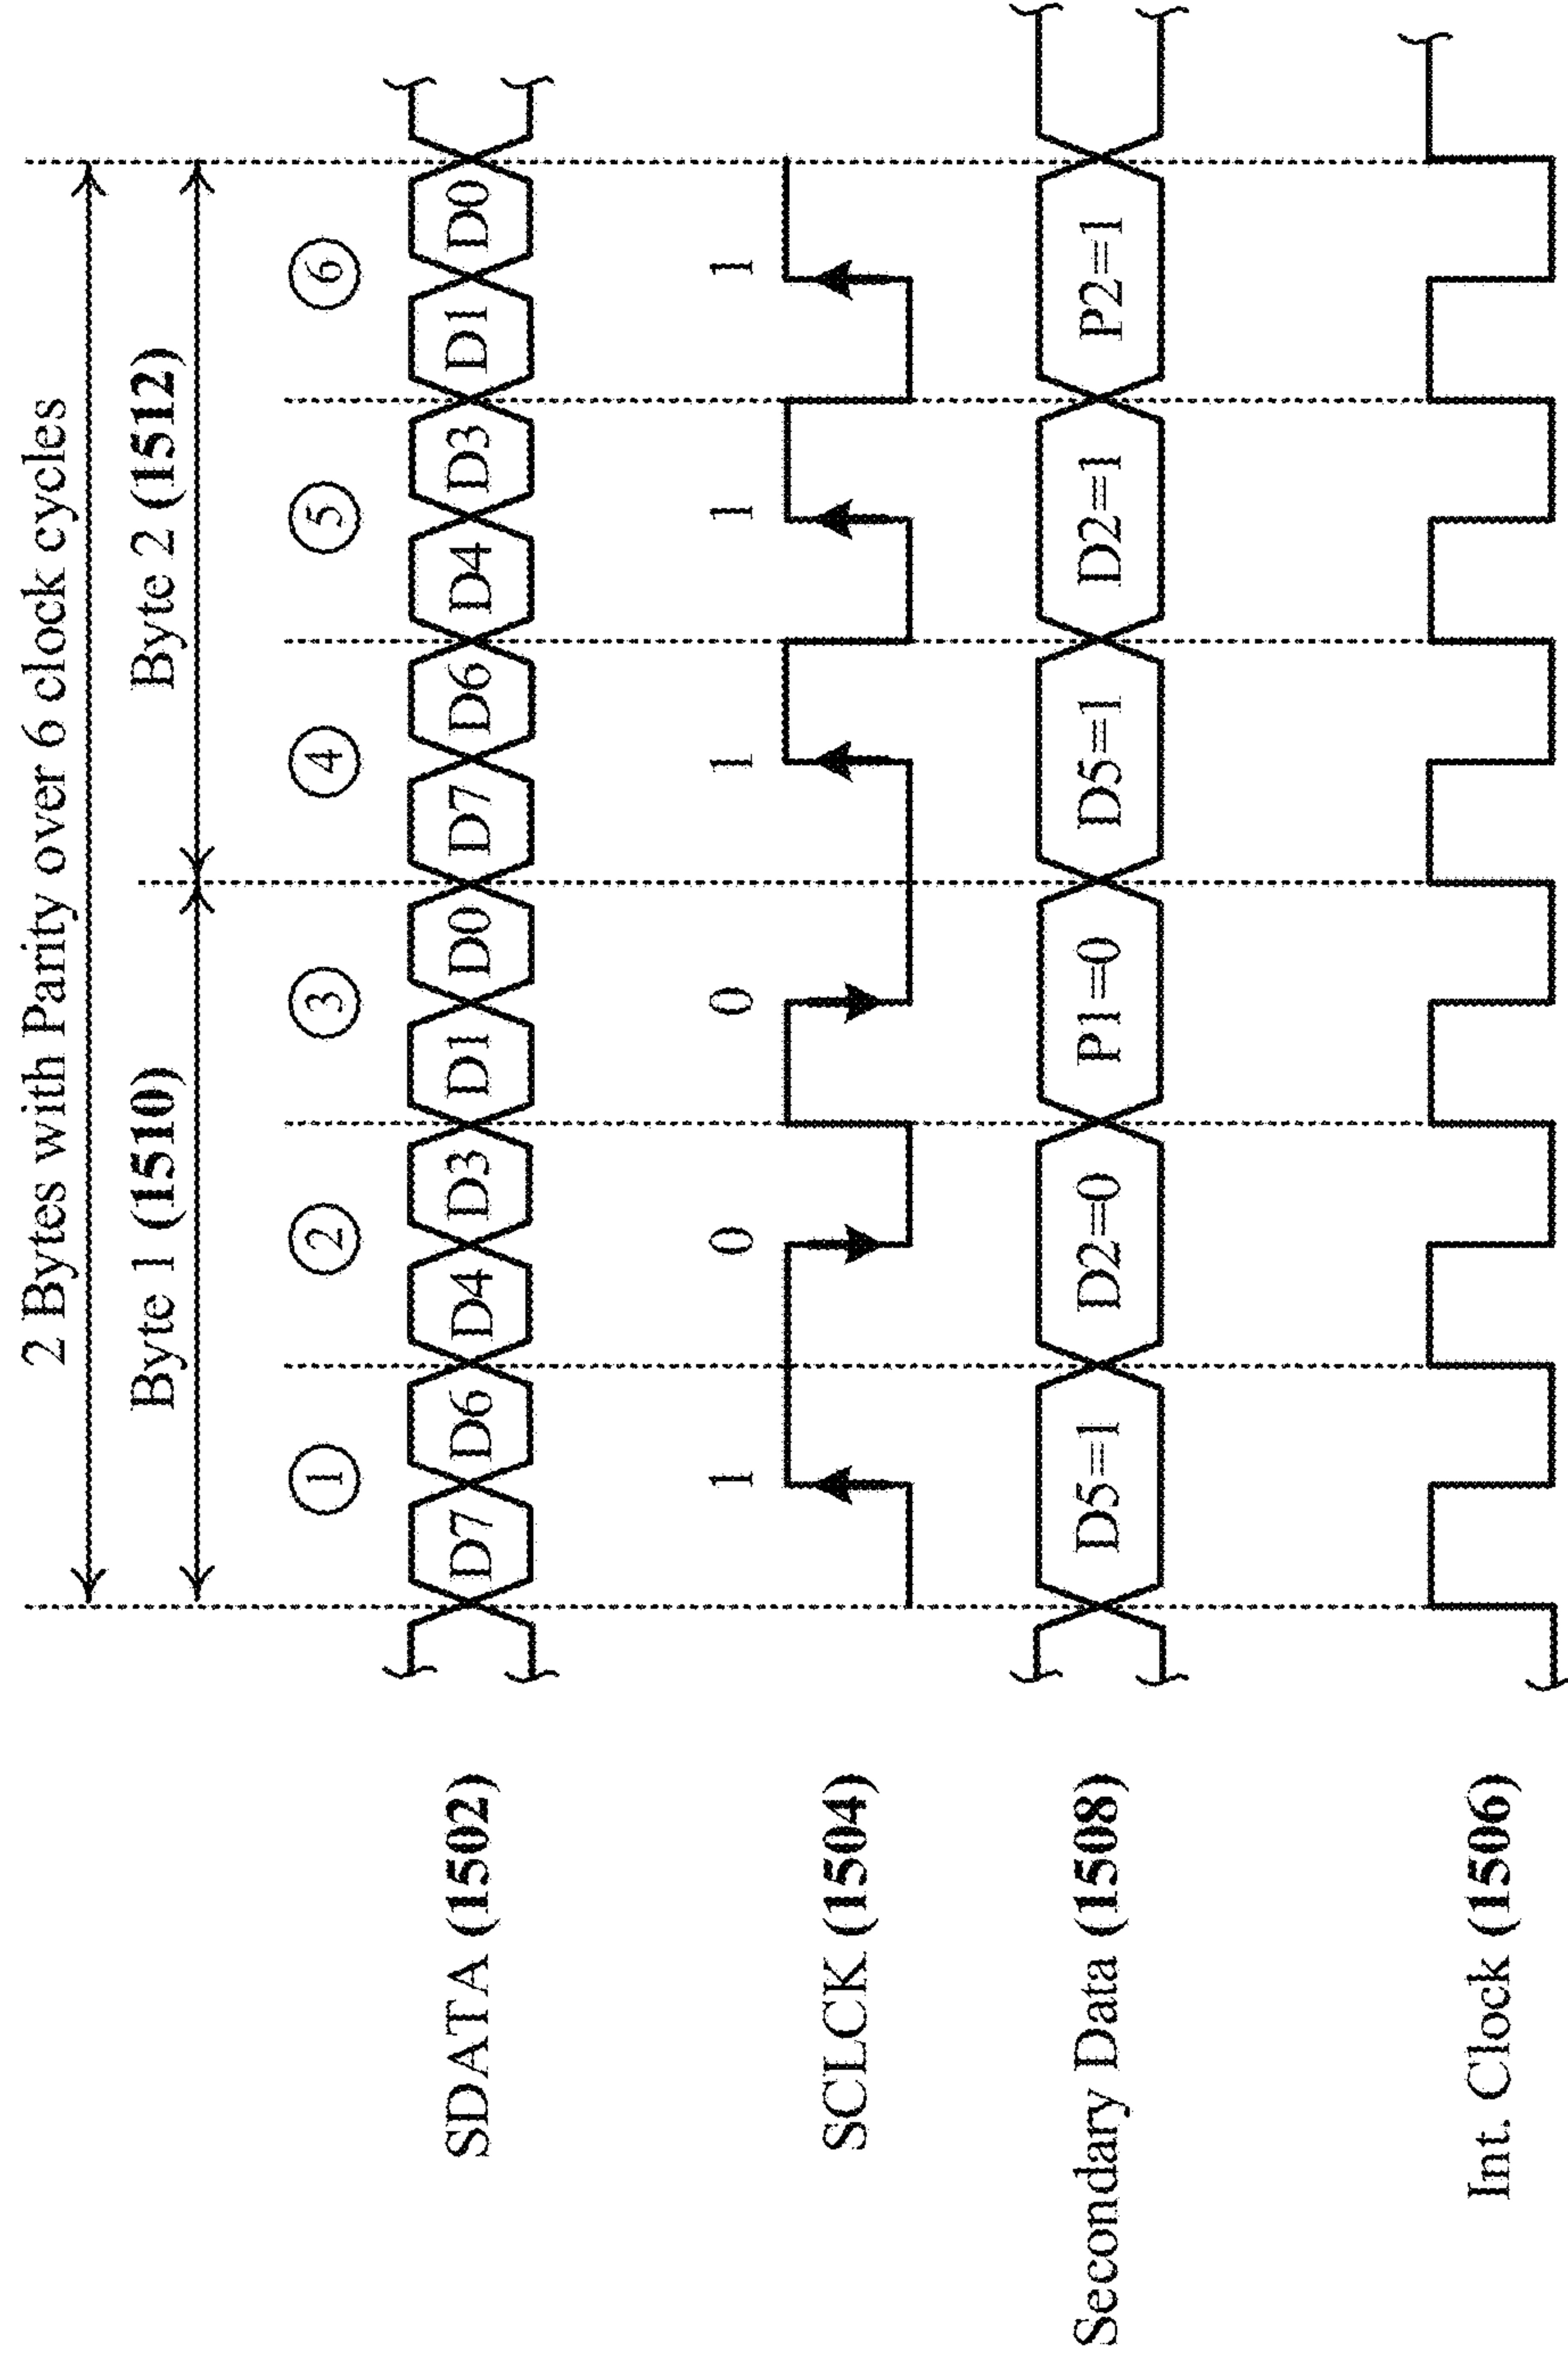 2 Bytes with Parity over 6 clock cycles
Byte 1 (1510) Byte 2 (1512)
1 2 3 4 5 6
SDATA (1502) D7 D6 D4 D3 D1 D0 D7 D6 D4 D3 D1 D0
1 0 0 1 1 1
SCLCK (1504)
Secondary Data (1508) D5=1 D2=0 P1=0 D5=1 D2=1 P2=1
Int. Clock (1506)